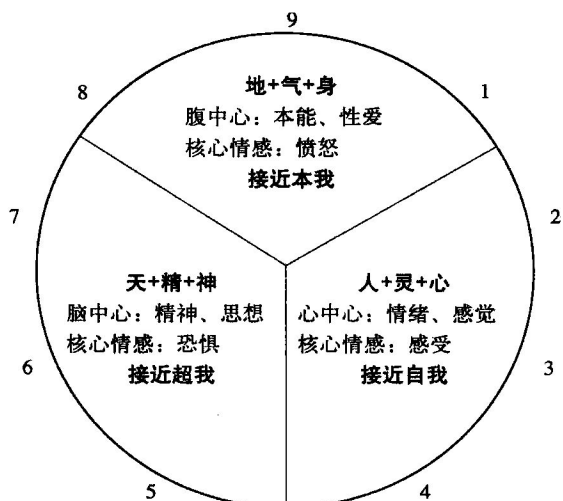 9
8
1
地+气+身
腹中心：本能、性爱
核心情感：愤怒
接近本我
7
2
天+精+神
脑中心：精神、思想
核心情感：恐惧
接近超我
人+灵+心
心中心：情绪、感觉
核心情感：感受
接近自我
6
3
5
4